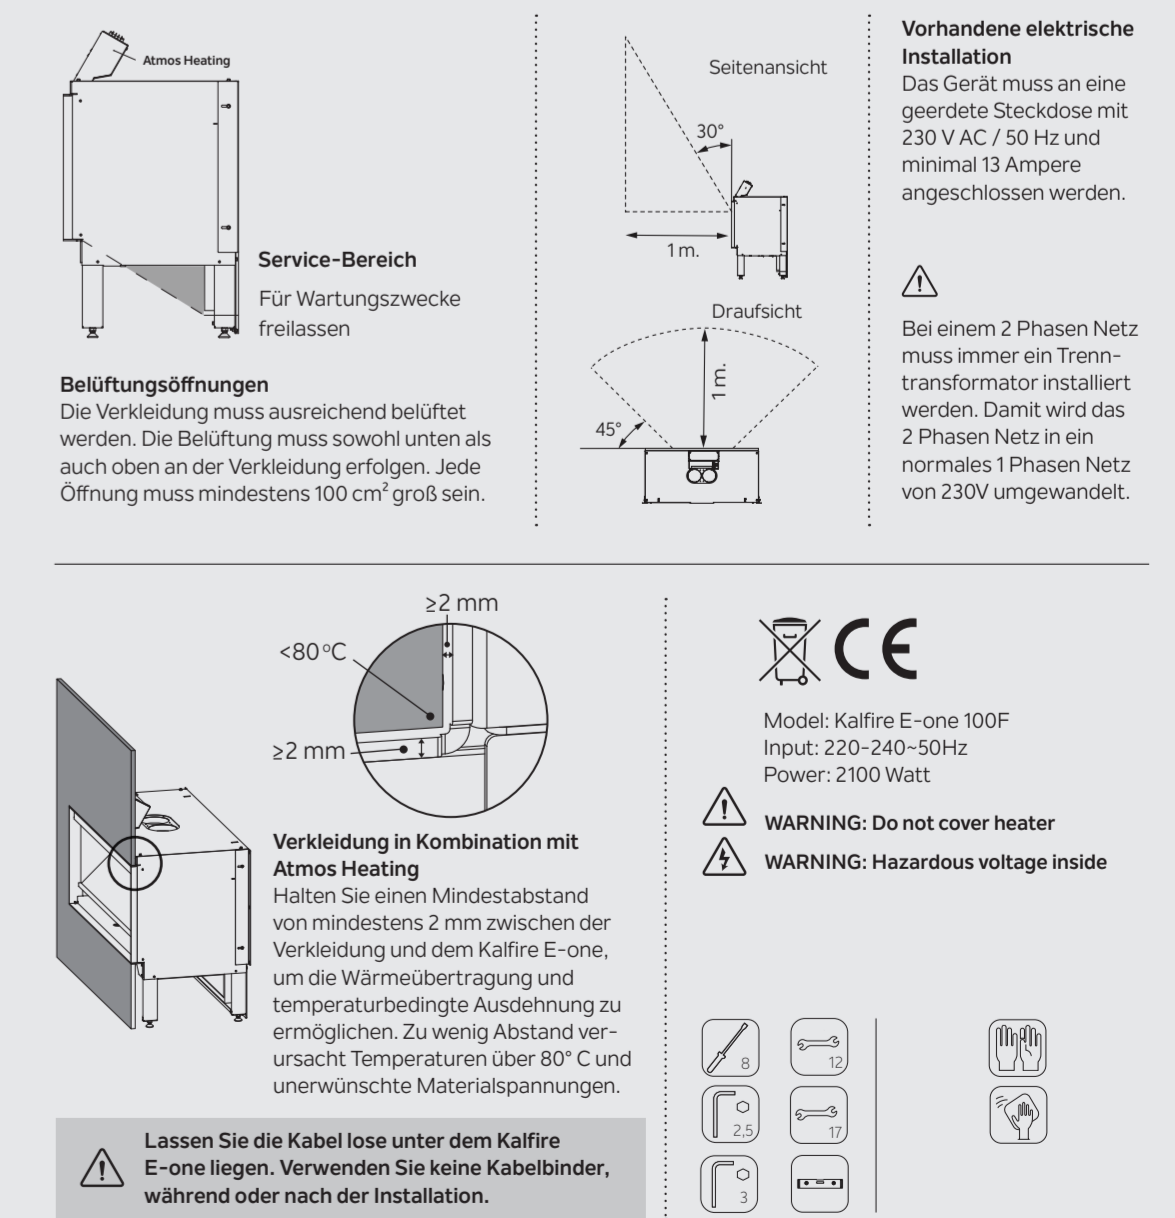 Atmos Heating
Service-Bereich
Für Wartungszwecke
freilassen
Belüftungsöffnungen
Die Verkleidung muss ausreichend belüftet
werden. Die Belüftung muss sowohl unten als
auch oben an der Verkleidung erfolgen. Jede
Öffnung muss mindestens 100 cm² groß sein.
Seitenansicht
30°
1 m.
Draufsicht
1 m.
45°
Vorhandene elektrische
Installation
Das Gerät muss an eine
geerdete Steckdose mit
230 V AC / 50 Hz und
minimal 13 Ampere
angeschlossen werden.
Bei einem 2 Phasen Netz
muss immer ein Trenn-
transformator installiert
werden. Damit wird das
2 Phasen Netz in ein
normales 1 Phasen Netz
von 230V umgewandelt.
≥2 mm
<80 °C
≥2 mm
Verkleidung in Kombination mit
Atmos Heating
Halten Sie einen Mindestabstand
von mindestens 2 mm zwischen der
Verkleidung und dem Kalfire E-one,
um die Wärmeübertragung und
temperaturbedingte Ausdehnung zu
ermöglichen. Zu wenig Abstand ver-
ursacht Temperaturen über 80° C und
unerwünschte Materialspannungen.
Lassen Sie die Kabel lose unter dem Kalfire
E-one liegen. Verwenden Sie keine Kabelbinder,
während oder nach der Installation.
CE
Model: Kalfire E-one 100F
Input: 220-240~50Hz
Power: 2100 Watt
WARNING: Do not cover heater
WARNING: Hazardous voltage inside
8
12
2,5
17
3